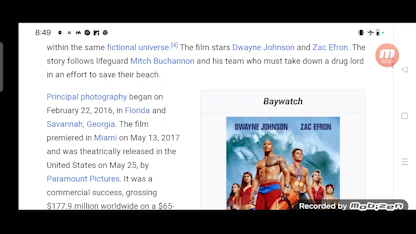 8:49
within the same fictional universe.[4] The film stars Dwayne Johnson and Zac Efron. The
story follows lifeguard Mitch Buchannon and his team who must take down a drug lord
in an effort to save their beach.
Principal photography began on
February 22, 2016, in Florida and
Savannah, Georgia. The film
premiered in Miami on May 13, 2017
and was theatrically released in the
United States on May 25, by
Paramount Pictures. It was a
commercial success, grossing
$177.9 million worldwide on a $65-
Baywatch
DWAYNE JOHNSON ZAC EFRON
Recorded by MOBIZEN